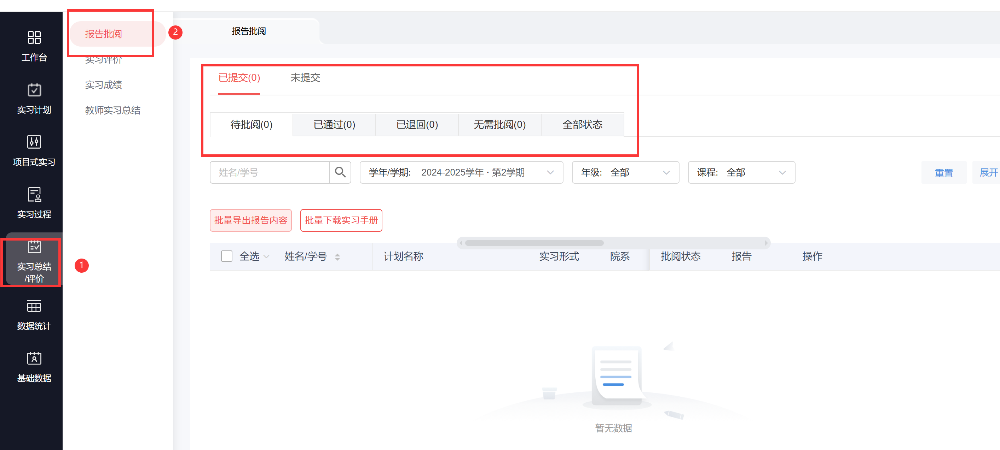 工作台
实习计划
项目式实习
实习过程
实习总结
/评价
1
数据统计
基础数据
报告批阅
2
实习评价
实习成绩
教师实习总结
报告批阅
已提交(0) 未提交
待批阅(0) 已通过(0) 已退回(0) 无需批阅(0) 全部状态
姓名/学号 学年/学期: 2024-2025学年 · 第2学期 年级: 全部 课程: 全部 重置 展开
批量导出报告内容 批量下载实习手册
全选 姓名/学号 计划名称 实习形式 院系 批阅状态 报告 操作
暂无数据